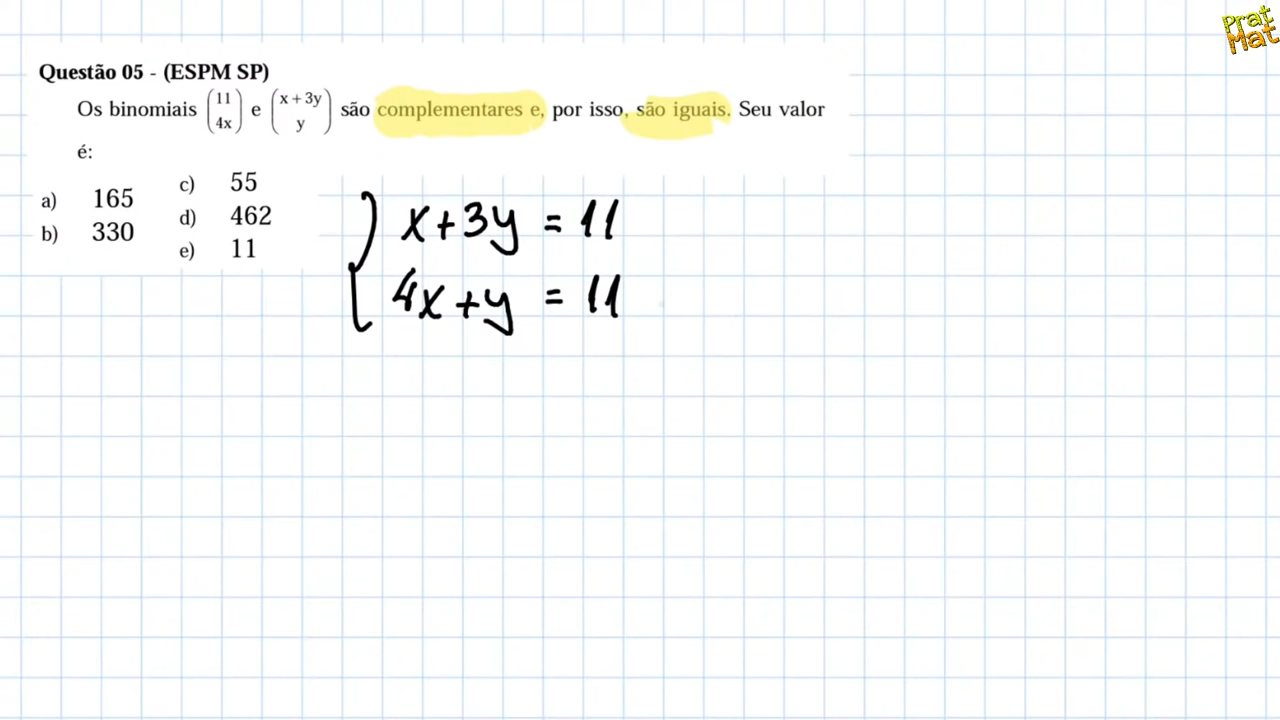 Prat
Mat
Questão 05 - (ESPM SP)
Os binomiais (11 4x) e (x + 3y y) são complementares e, por isso, são iguais. Seu valor
é:
a) 165
b) 330
c) 55
d) 462
e) 11
x+3y = 11
4x+y = 11